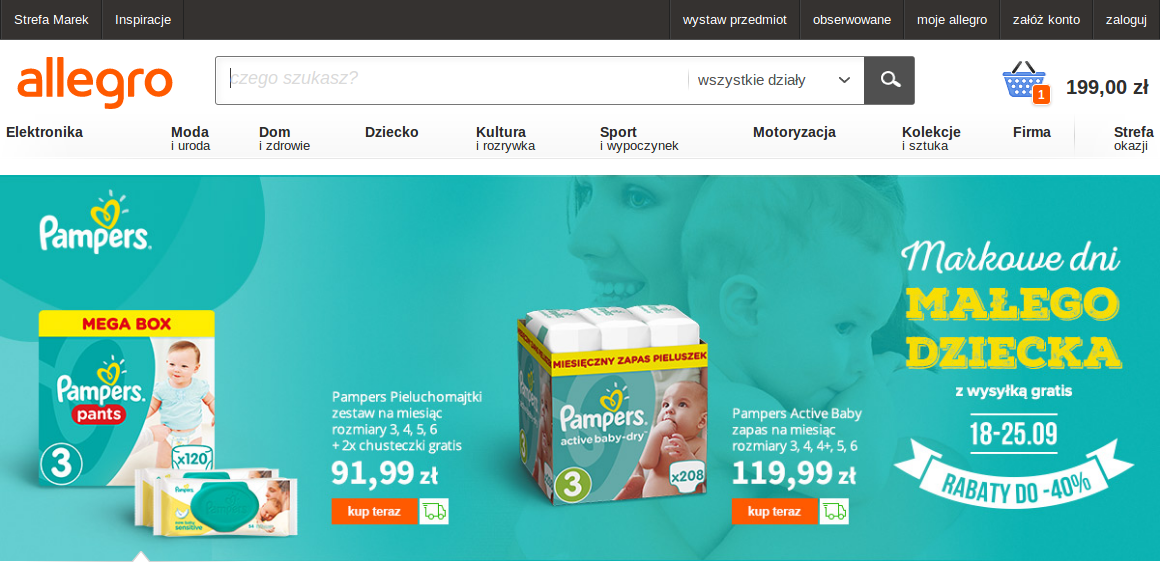 Strefa Marek
Inspiracje
wystaw przedmiot
obserwowane
moje allegro
załóż konto
zaloguj
allegro
czego szukasz?
wszystkie działy
1
199,00 zł
Elektronika
Moda
i uroda
Dom
i zdrowie
Dziecko
Kultura
i rozrywka
Sport
i wypoczynek
Motoryzacja
Kolekcje
i sztuka
Firma
Strefa
okazji
Pampers.
MEGA BOX
Pampers.
pants
3
x120
Pampers
sensitive
Pampers Pieluchomajtki
zestaw na miesiąc
rozmiary 3, 4, 5, 6
+ 2x chusteczki gratis
91,99 zł
kup teraz
MIESIĘCZNY ZAPAS PIELUSZEK
Pampers.
active baby-dry
3
x208
Pampers Active Baby
zapas na miesiąc
rozmiary 3, 4, 4+, 5, 6
119,99 zł
kup teraz
Markowe dni
MAŁEGO
DZIECKA
z wysyłką gratis
18-25.09
RABATY DO -40%